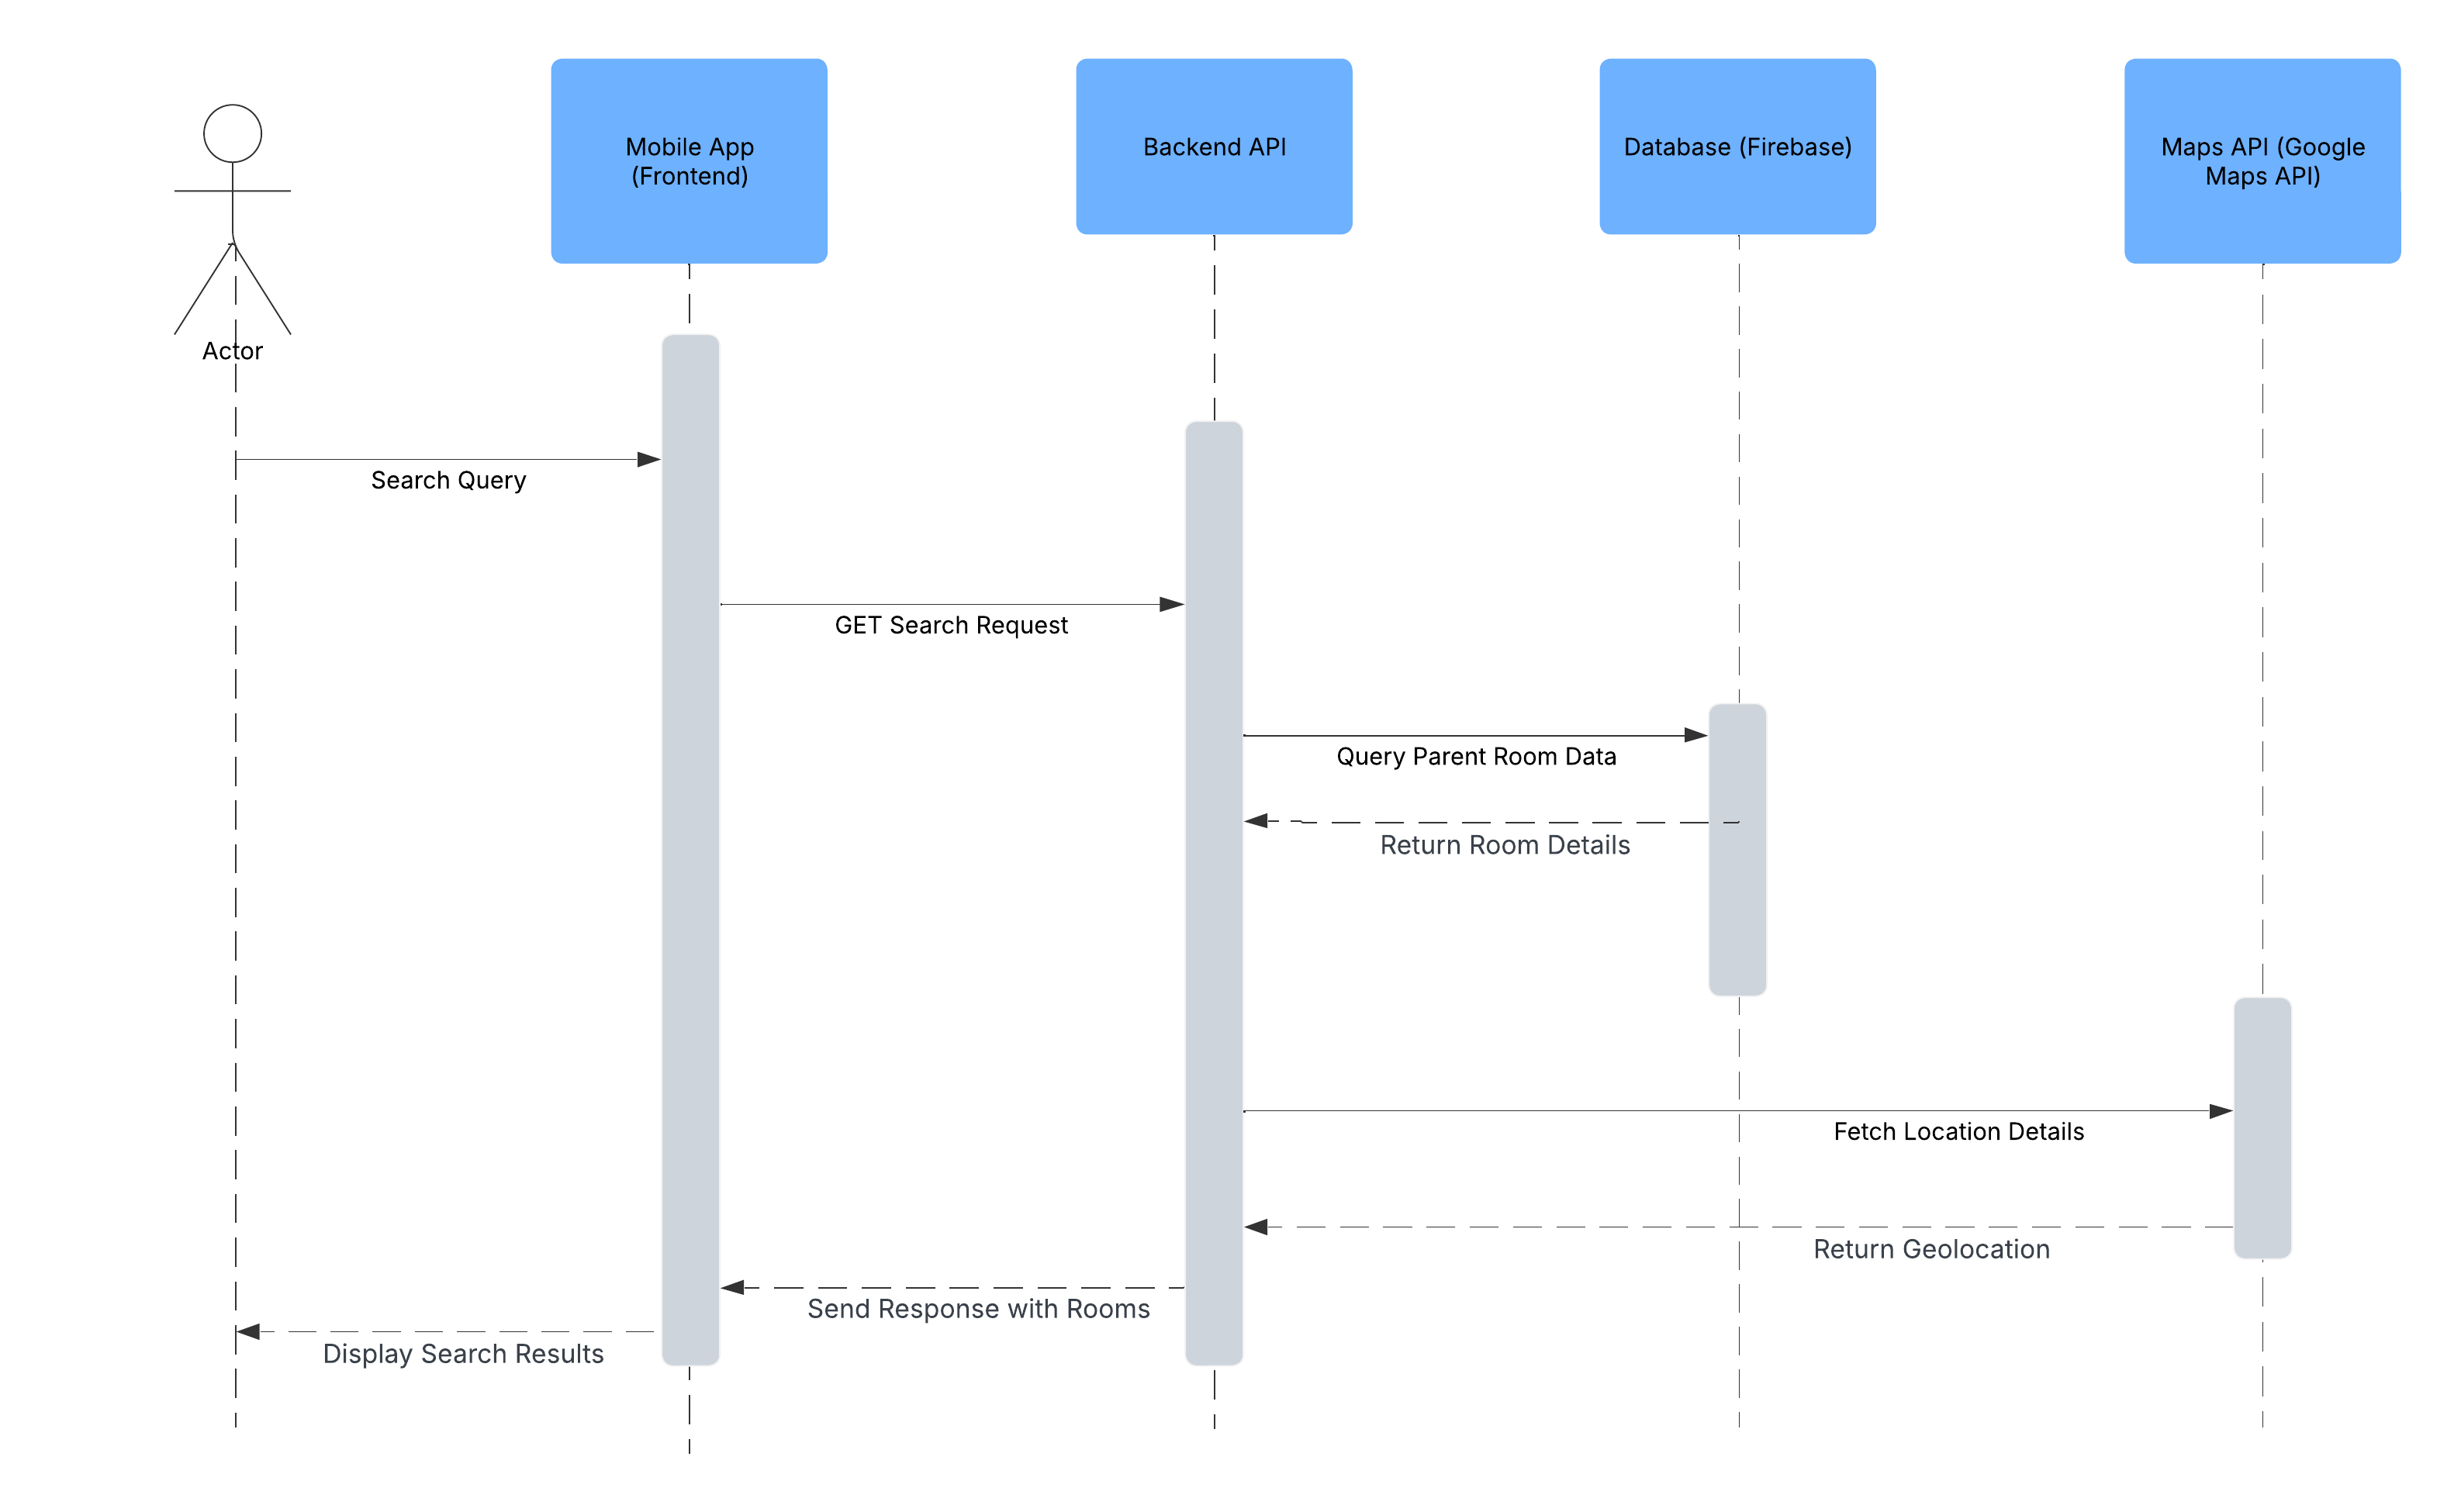 Mobile App
(Frontend)
Backend API
Database (Firebase)
Maps API (Google
Maps API)
Actor
Search Query
GET Search Request
Query Parent Room Data
Return Room Details
Fetch Location Details
Return Geolocation
Send Response with Rooms
Display Search Results